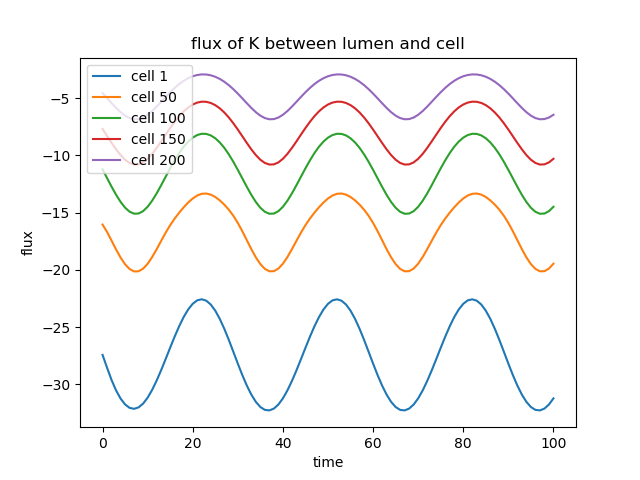 flux of K between lumen and cell
cell 1
cell 50
cell 100
cell 150
cell 200
−5
−10
−15
−20
−25
−30
flux
0 20 40 60 80 100
time